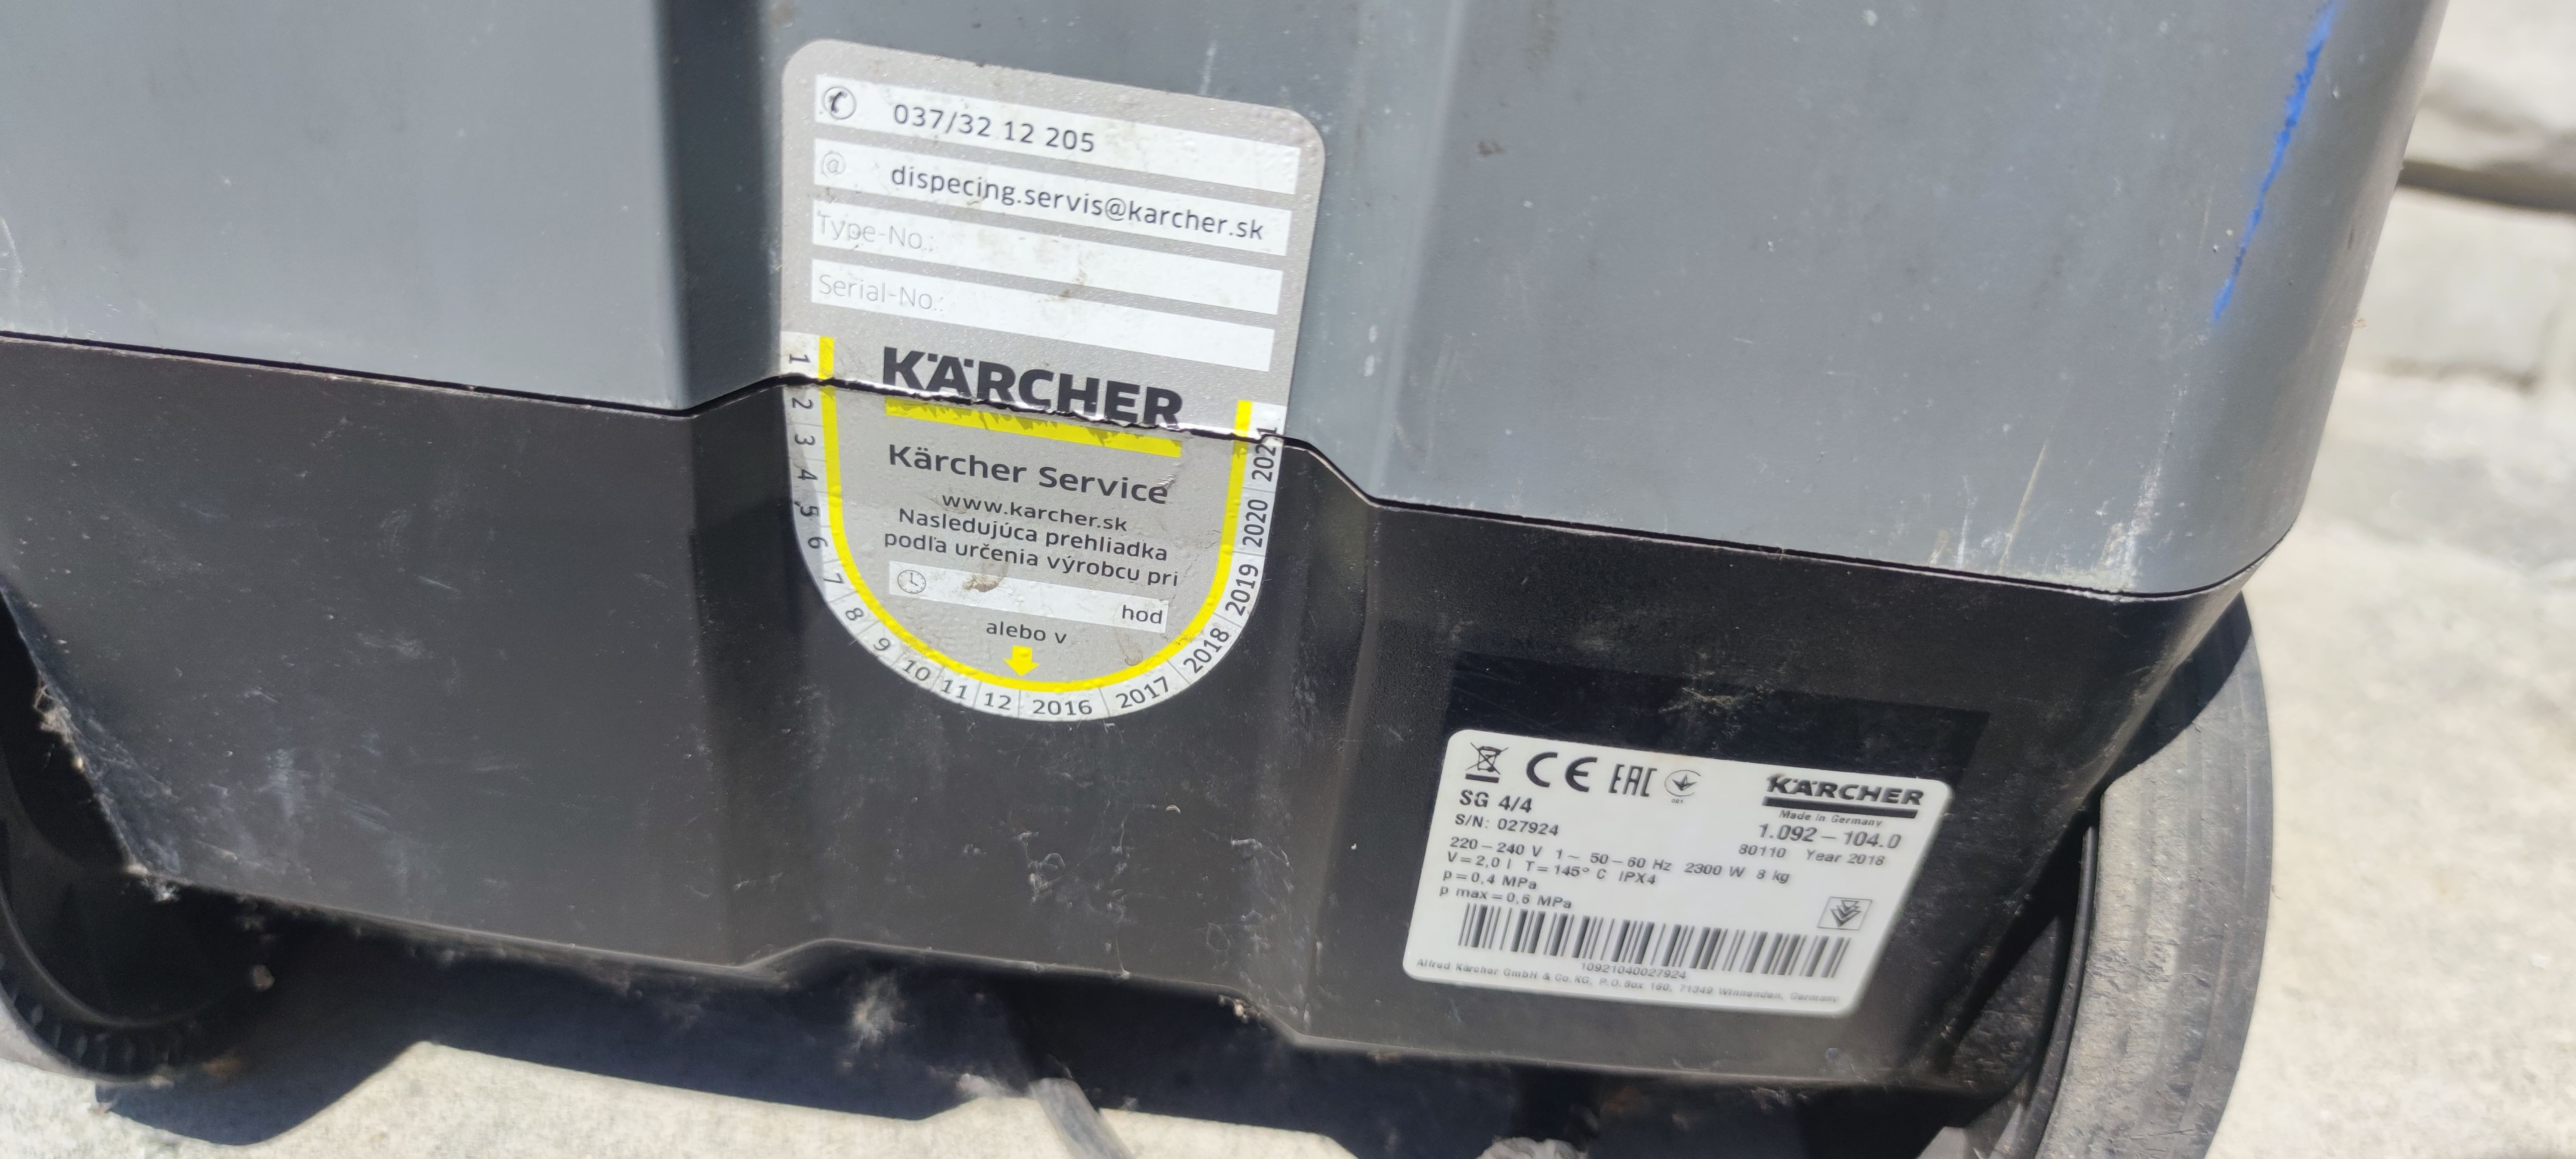 037/32 12 205
@ dispecing.servis@karcher.sk
Type-No.:
Serial-No.:
KÄRCHER
Kärcher Service
www.karcher.sk
Nasledujúca prehliadka
podľa určenia výrobcu pri
hod
alebo v
1 2 3 4 5 6 7 8 9 10 11 12 2016 2017 2018 2019 2020 2021
CE EAC
KÄRCHER
Made in Germany
SG 4/4
1.092-104.0
S/N: 027924
80110 Year 2018
220-240 V 1~ 50-60 Hz 2300 W 8 kg
V=2,0 l T=145° C IPX4
p=0,4 MPa
p max=0,6 MPa
10921040027924
Alfred Kärcher GmbH & Co. KG, P.O.Box 160, 71349 Winnenden, Germany